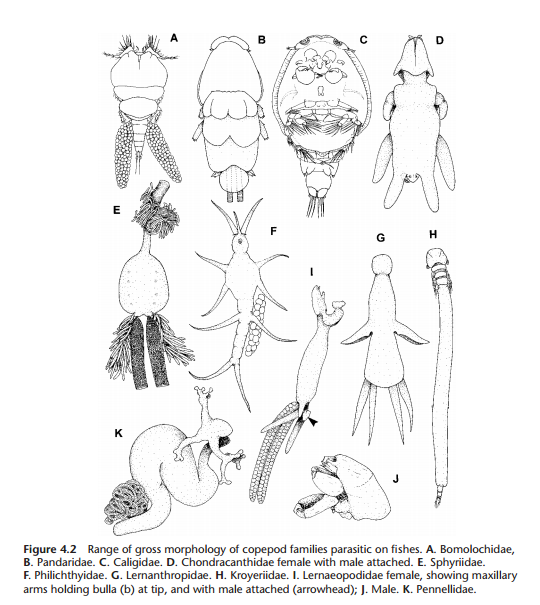 A
B
C
D
E
F
G
H
I
J
K
Figure 4.2 Range of gross morphology of copepod families parasitic on fishes. A. Bomolochidae,
B. Pandaridae. C. Caligidae. D. Chondracanthidae female with male attached. E. Sphyriidae.
F. Philichthyidae. G. Lernanthropidae. H. Kroyeriidae. I. Lernaeopodidae female, showing maxillary
arms holding bulla (b) at tip, and with male attached (arrowhead); J. Male. K. Pennellidae.